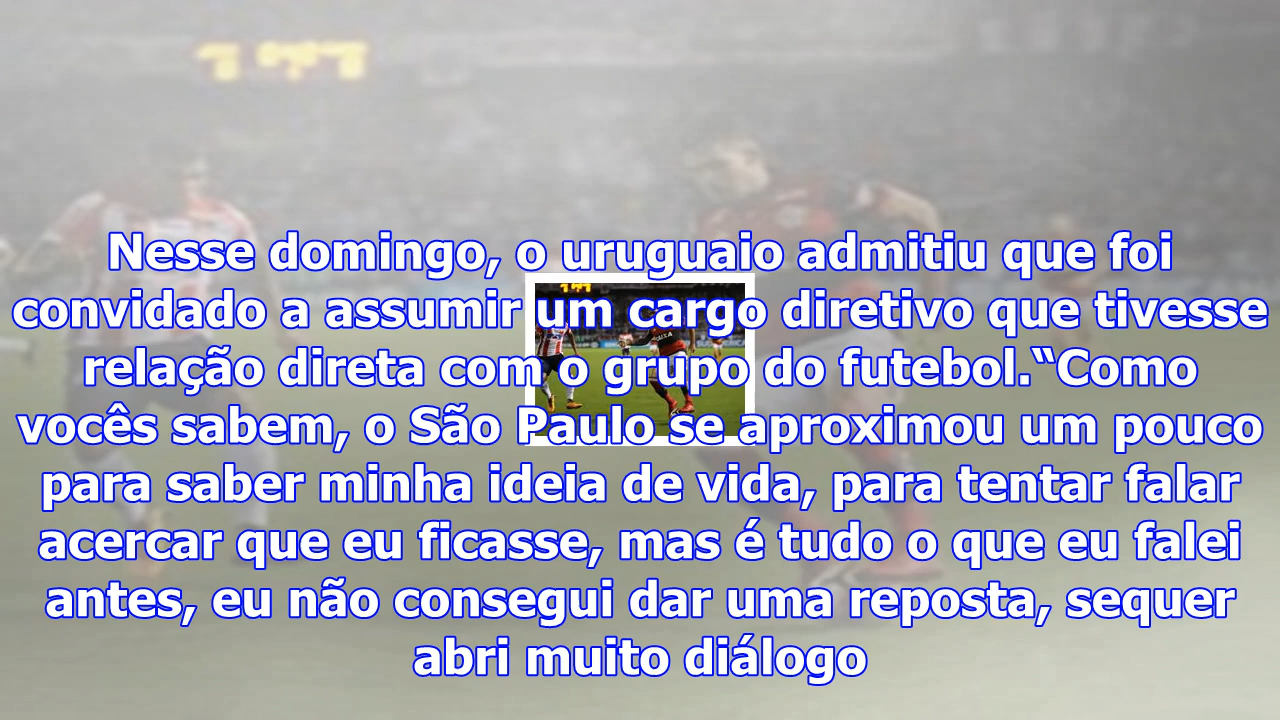 Nesse domingo, o uruguaio admitiu que foi
convidado a assumir um cargo diretivo que tivesse
relação direta com o grupo do futebol.“Como
vocês sabem, o São Paulo se aproximou um pouco
para saber minha ideia de vida, para tentar falar
acercar que eu ficasse, mas é tudo o que eu falei
antes, eu não consegui dar uma reposta, sequer
abri muito diálogo